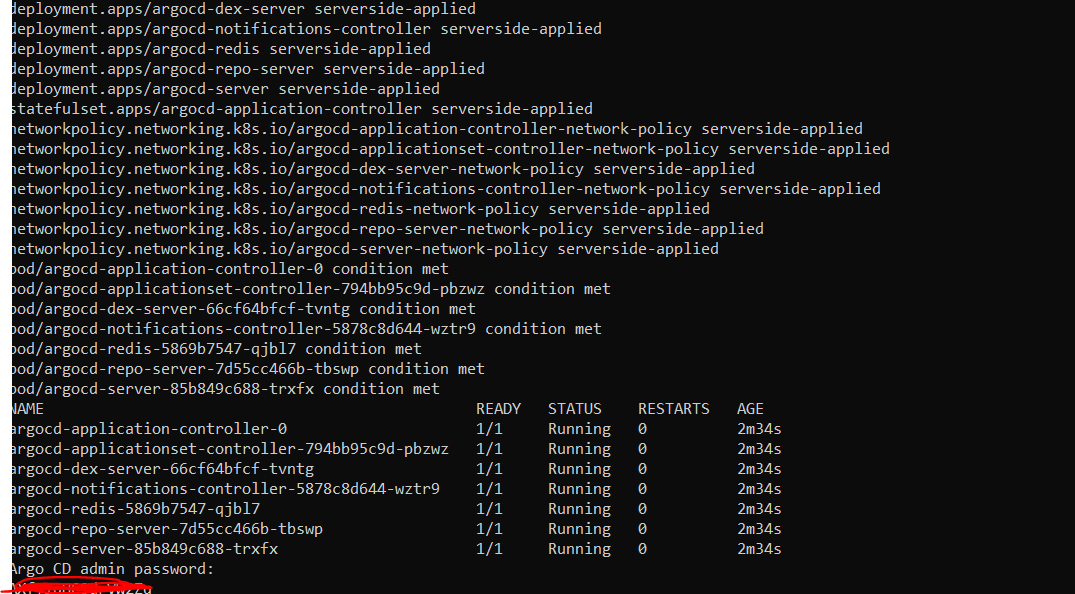 deployment.apps/argocd-dex-server serverside-applied
deployment.apps/argocd-notifications-controller serverside-applied
deployment.apps/argocd-redis serverside-applied
deployment.apps/argocd-repo-server serverside-applied
deployment.apps/argocd-server serverside-applied
statefulset.apps/argocd-application-controller serverside-applied
networkpolicy.networking.k8s.io/argocd-application-controller-network-policy serverside-applied
networkpolicy.networking.k8s.io/argocd-applicationset-controller-network-policy serverside-applied
networkpolicy.networking.k8s.io/argocd-dex-server-network-policy serverside-applied
networkpolicy.networking.k8s.io/argocd-notifications-controller-network-policy serverside-applied
networkpolicy.networking.k8s.io/argocd-redis-network-policy serverside-applied
networkpolicy.networking.k8s.io/argocd-repo-server-network-policy serverside-applied
networkpolicy.networking.k8s.io/argocd-server-network-policy serverside-applied
pod/argocd-application-controller-0 condition met
pod/argocd-applicationset-controller-794bb95c9d-pbzwz condition met
pod/argocd-dex-server-66cf64bfcf-tvntg condition met
pod/argocd-notifications-controller-5878c8d644-wztr9 condition met
pod/argocd-redis-5869b7547-qjbl7 condition met
pod/argocd-repo-server-7d55cc466b-tbswp condition met
pod/argocd-server-85b849c688-trxfx condition met
NAME READY STATUS RESTARTS AGE
argocd-application-controller-0 1/1 Running 0 2m34s
argocd-applicationset-controller-794bb95c9d-pbzwz 1/1 Running 0 2m34s
argocd-dex-server-66cf64bfcf-tvntg 1/1 Running 0 2m34s
argocd-notifications-controller-5878c8d644-wztr9 1/1 Running 0 2m34s
argocd-redis-5869b7547-qjbl7 1/1 Running 0 2m34s
argocd-repo-server-7d55cc466b-tbswp 1/1 Running 0 2m34s
argocd-server-85b849c688-trxfx 1/1 Running 0 2m34s
Argo CD admin password: